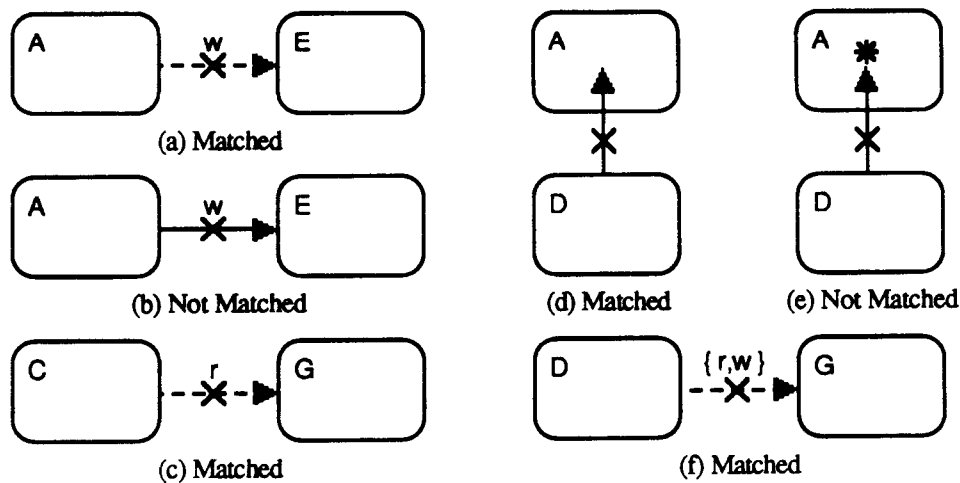 A w E
(a) Matched
A w E
(b) Not Matched
C r G
(c) Matched
A
D
(d) Matched
A
D
(e) Not Matched
D { r,w } G
(f) Matched